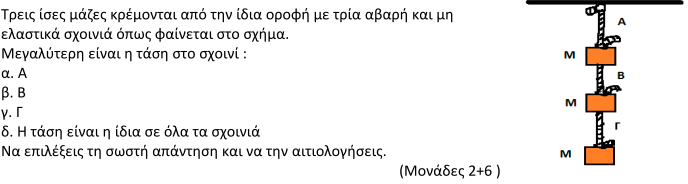 Τρεις ίσες μάζες κρέμονται από την ίδια οροφή με τρία αβαρή και μη
ελαστικά σχοινιά όπως φαίνεται στο σχήμα.
Μεγαλύτερη είναι η τάση στο σχοινί :
α. Α
β. Β
γ. Γ
δ. Η τάση είναι η ίδια σε όλα τα σχοινιά
Να επιλέξεις τη σωστή απάντηση και να την αιτιολογήσεις.
(Μονάδες 2+6 )
Α
Μ
Β
Μ
Γ
Μ